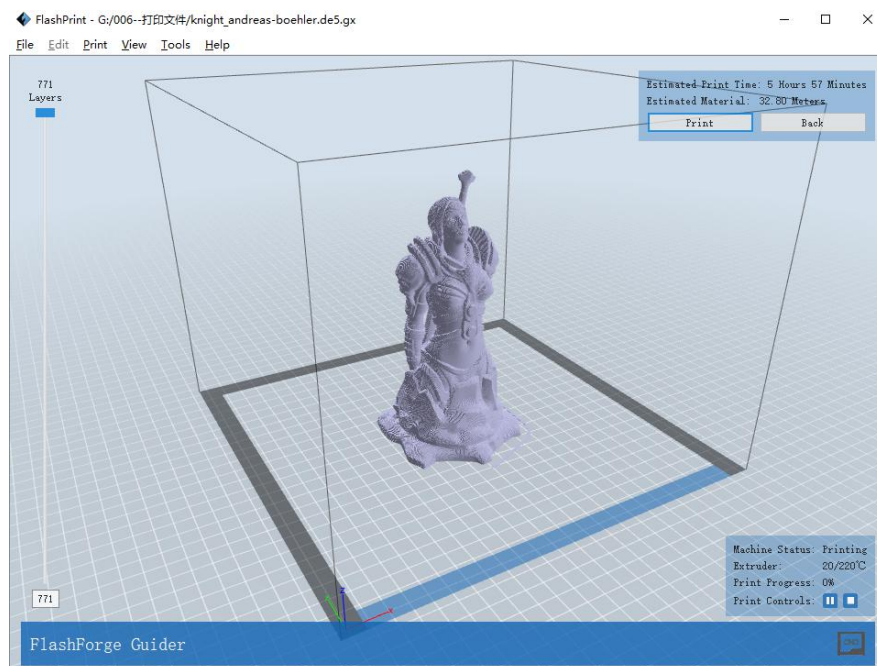 FlashPrint - G:/006--打印文件/knight_andreas-boehler.de5.gx
File Edit Print View Tools Help
771
Layers
Estimated Print Time: 5 Hours 57 Minutes
Estimated Material: 32.80 Meters
Print Back
z
x
Machine Status: Printing
Extruder: 20/220℃
Print Progress: 0%
Print Controls:
771
FlashForge Guider